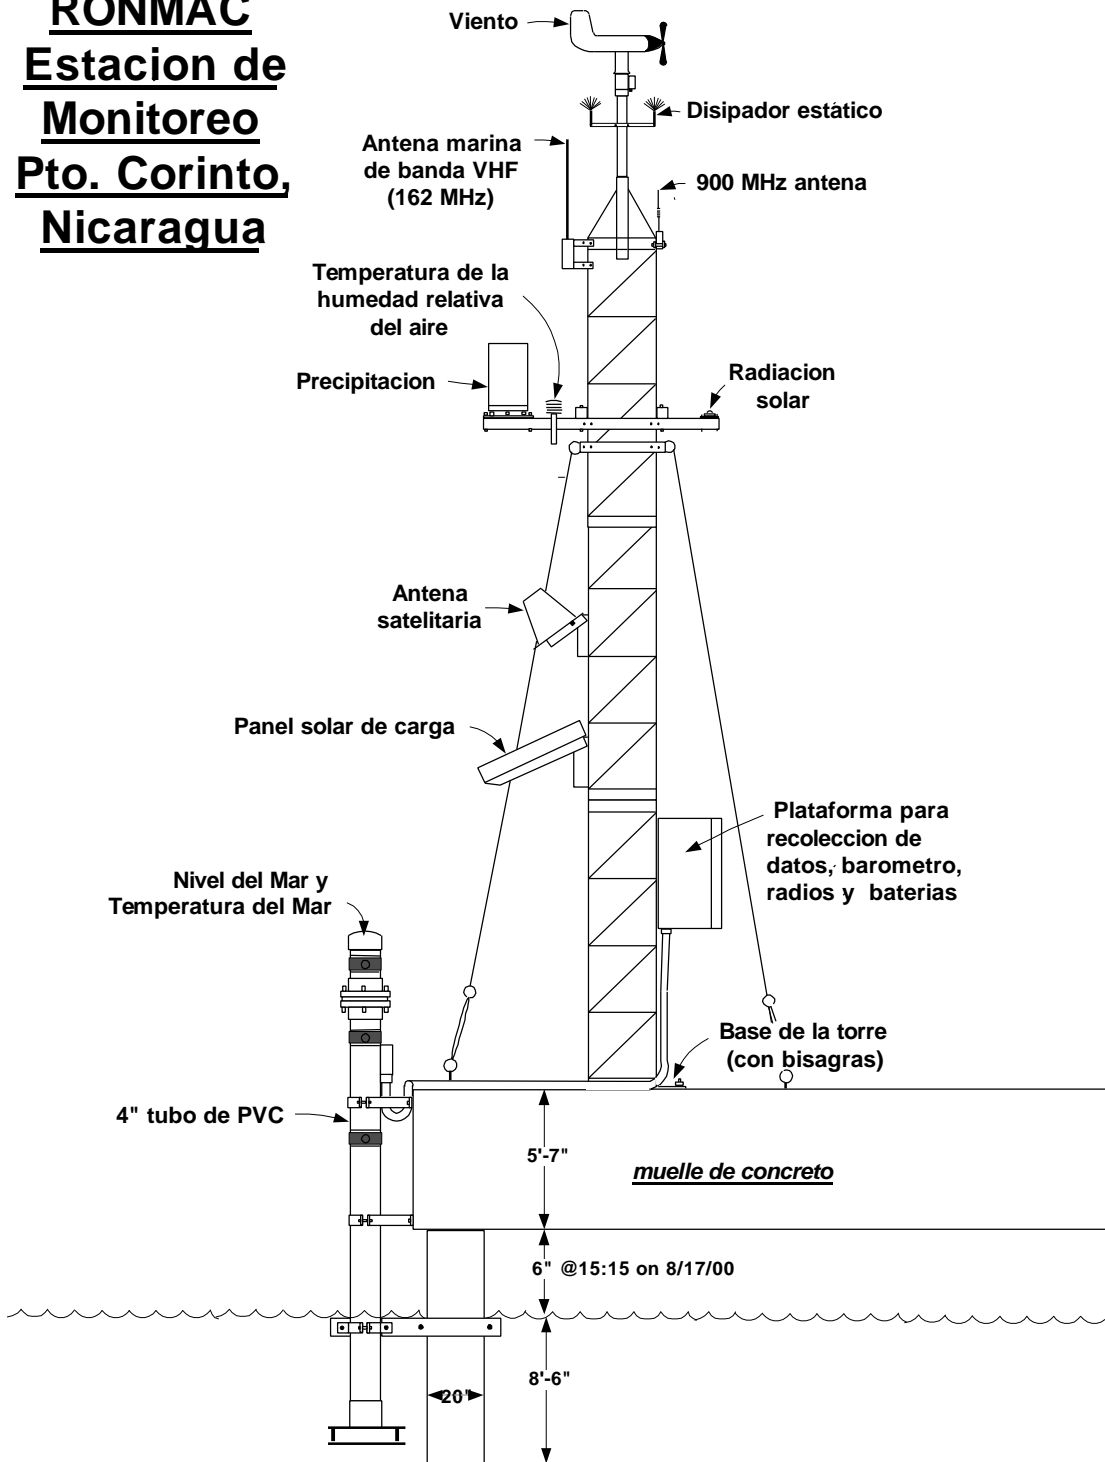 RONMAC
Estacion de
Monitoreo
Pto. Corinto,
Nicaragua
Viento
Disipador estático
Antena marina
de banda VHF
(162 MHz)
900 MHz antena
Temperatura de la
humedad relativa
del aire
Precipitacion
Radiacion
solar
Antena
satelitaria
Panel solar de carga
Plataforma para
recoleccion de
datos, barometro,
radios y baterias
Nivel del Mar y
Temperatura del Mar
Base de la torre
(con bisagras)
4" tubo de PVC
5'-7"
muelle de concreto
6" @15:15 on 8/17/00
8'-6"
20"